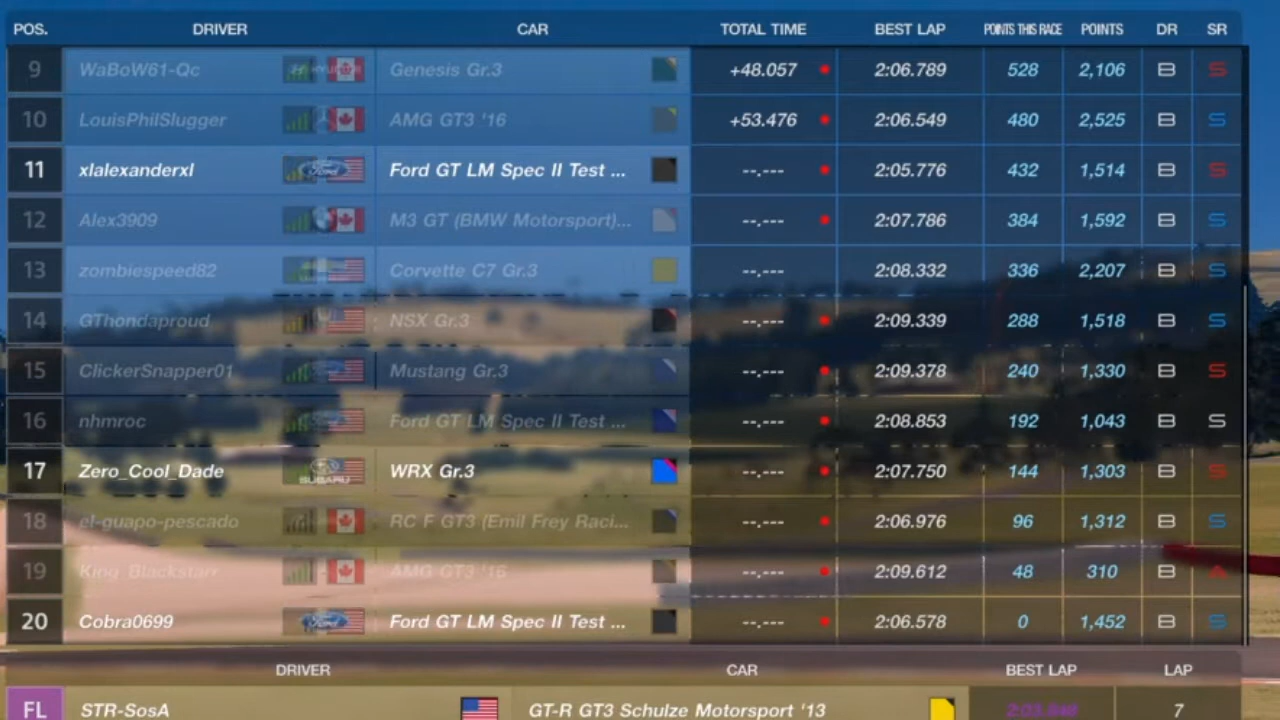 POS. DRIVER CAR TOTAL TIME BEST LAP POINTS THIS RACE POINTS DR SR
9 WaBoW61-Qc Genesis Gr.3 +48.057 2:06.789 528 2,106 B S
10 LouisPhilSlugger AMG GT3 '16 +53.476 2:06.549 480 2,525 B S
11 xlalexanderxl Ford Ford GT LM Spec II Test ... --.--- 2:05.776 432 1,514 B S
12 Alex3909 M3 GT (BMW Motorsport)... --.--- 2:07.786 384 1,592 B S
13 zombiespeed82 Corvette C7 Gr.3 --.--- 2:08.332 336 2,207 B S
14 GThondaproud NSX Gr.3 --.--- 2:09.339 288 1,518 B S
15 ClickerSnapper01 Mustang Gr.3 --.--- 2:09.378 240 1,330 B S
16 nhmroc Ford GT LM Spec II Test ... --.--- 2:08.853 192 1,043 B S
17 Zero_Cool_Dade SUBARU WRX Gr.3 --.--- 2:07.750 144 1,303 B S
18 el-guapo-pescado RC F GT3 (Emil Frey Raci... --.--- 2:06.976 96 1,312 B S
19 King_Blackstarr AMG GT3 '16 --.--- 2:09.612 48 310 B A
20 Cobra0699 Ford Ford GT LM Spec II Test ... --.--- 2:06.578 0 1,452 B S
DRIVER CAR BEST LAP LAP
FL STR-SosA GT-R GT3 Schulze Motorsport '13 7